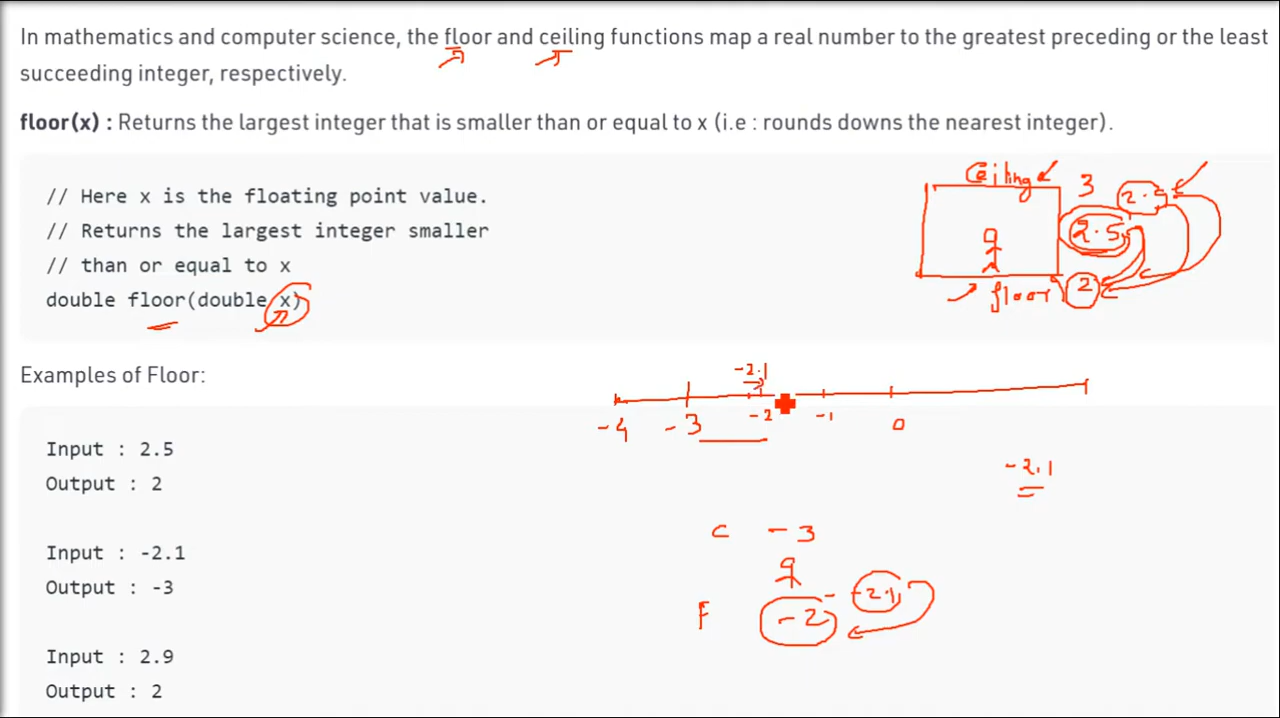 In mathematics and computer science, the floor and ceiling functions map a real number to the greatest preceding or the least
succeeding integer, respectively.
floor(x) : Returns the largest integer that is smaller than or equal to x (i.e : rounds downs the nearest integer).
// Here x is the floating point value.
// Returns the largest integer smaller
// than or equal to x
double floor(double x)
Ceiling
3
2.5
floor
2
Examples of Floor:
-2.1
-4 -3 -2 -1 0
Input : 2.5
Output : 2
-2.1
Input : -2.1
Output : -3
C -3
F -2 -2.1
Input : 2.9
Output : 2